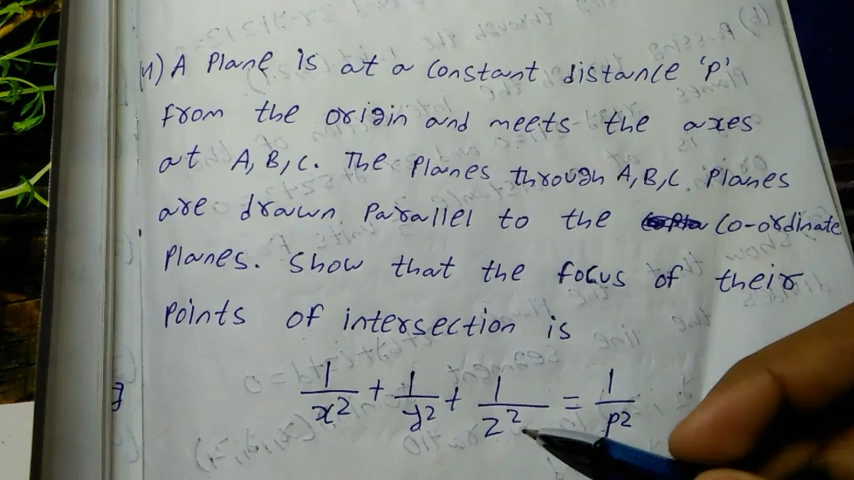 (4) A Plane is at a constant distance 'p'
from the origin and meets the axes
at A, B, C. The Planes through A, B, C. Planes
are drawn Parallel to the co-ordinate
Planes. Show that the focus of their
Points of intersection is
1/x² + 1/y² + 1/z² = 1/p²